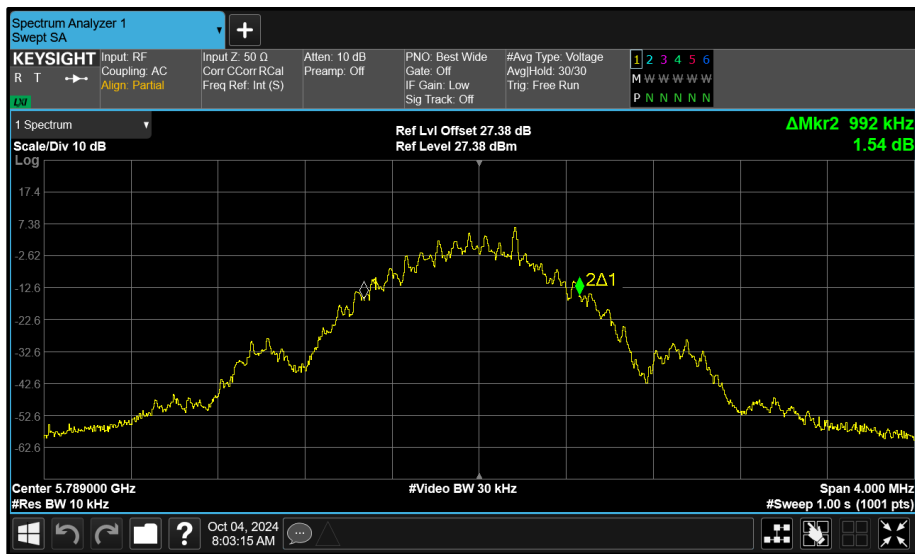 Spectrum Analyzer 1
Swept SA
+
KEYSIGHT
R T
LXI
Input: RF
Coupling: AC
Align: Partial
Input Z: 50 Ω
Corr CCorr RCal
Freq Ref: Int (S)
Atten: 10 dB
Preamp: Off
PNO: Best Wide
Gate: Off
IF Gain: Low
Sig Track: Off
#Avg Type: Voltage
Avg|Hold: 30/30
Trig: Free Run
1 2 3 4 5 6
M W W W W W
P N N N N N
1 Spectrum
Scale/Div 10 dB
Log
Ref Lvl Offset 27.38 dB
Ref Level 27.38 dBm
ΔMkr2 992 kHz
1.54 dB
17.4
7.38
-2.62
-12.6
-22.6
-32.6
-42.6
-52.6
-62.6
2Δ1
Center 5.789000 GHz
#Res BW 10 kHz
#Video BW 30 kHz
Span 4.000 MHz
#Sweep 1.00 s (1001 pts)
?
Oct 04, 2024
8:03:15 AM